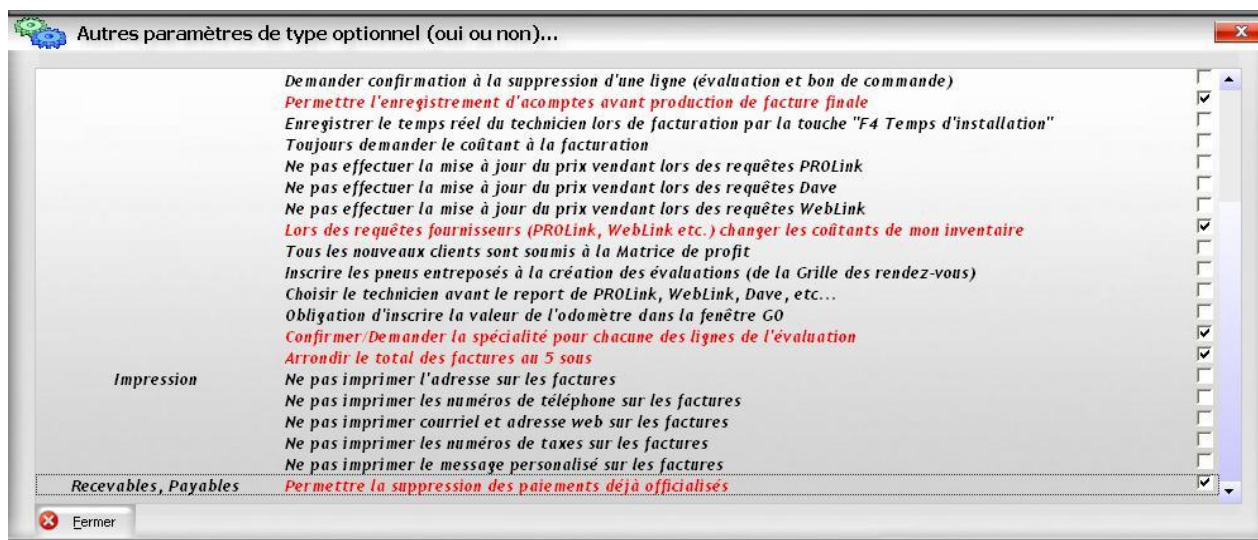 Autres paramètres de type optionnel (oui ou non)...
Demander confirmation à la suppression d'une ligne (évaluation et bon de commande)
Permettre l'enregistrement d'acomptes avant production de facture finale
Enregistrer le temps réel du technicien lors de facturation par la touche "F4 Temps d'installation"
Toujours demander le coûtant à la facturation
Ne pas effectuer la mise à jour du prix vendant lors des requêtes PROLink
Ne pas effectuer la mise à jour du prix vendant lors des requêtes Dave
Ne pas effectuer la mise à jour du prix vendant lors des requêtes WebLink
Lors des requêtes fournisseurs (PROLink, WebLink etc.) changer les coûtants de mon inventaire
Tous les nouveaux clients sont soumis à la Matrice de profit
Inscrire les pneus entreposés à la création des évaluations (de la Grille des rendez-vous)
Choisir le technicien avant le report de PROLink, WebLink, Dave, etc...
Obligation d'inscrire la valeur de l'odomètre dans la fenêtre GO
Confirmer/Demander la spécialité pour chacune des lignes de l'évaluation
Arrondir le total des factures au 5 sous
Impression Ne pas imprimer l'adresse sur les factures
Ne pas imprimer les numéros de téléphone sur les factures
Ne pas imprimer courriel et adresse web sur les factures
Ne pas imprimer les numéros de taxes sur les factures
Ne pas imprimer le message personalisé sur les factures
Recevables, Payables Permettre la suppression des paiements déjà officialisés
Fermer